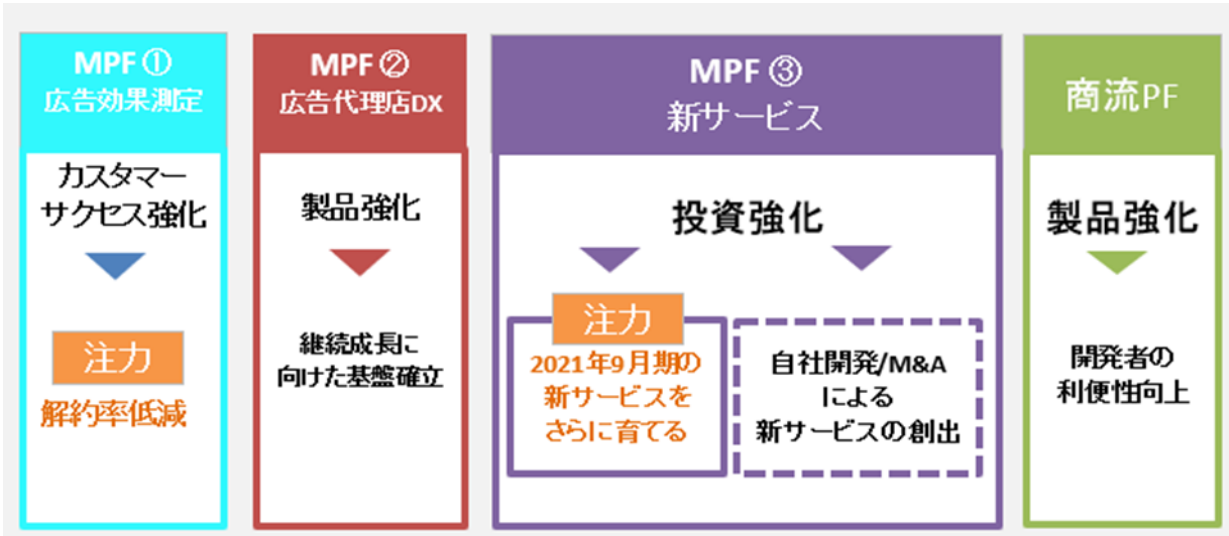 MPF ①
広告効果測定
カスタマー
サクセス強化
注力
解約率低減
MPF ②
広告代理店DX
製品強化
継続成長に
向けた基盤確立
MPF ③
新サービス
投資強化
注力
2021年9月期の
新サービスを
さらに育てる
自社開発/M&A
による
新サービスの創出
商流PF
製品強化
開発者の
利便性向上